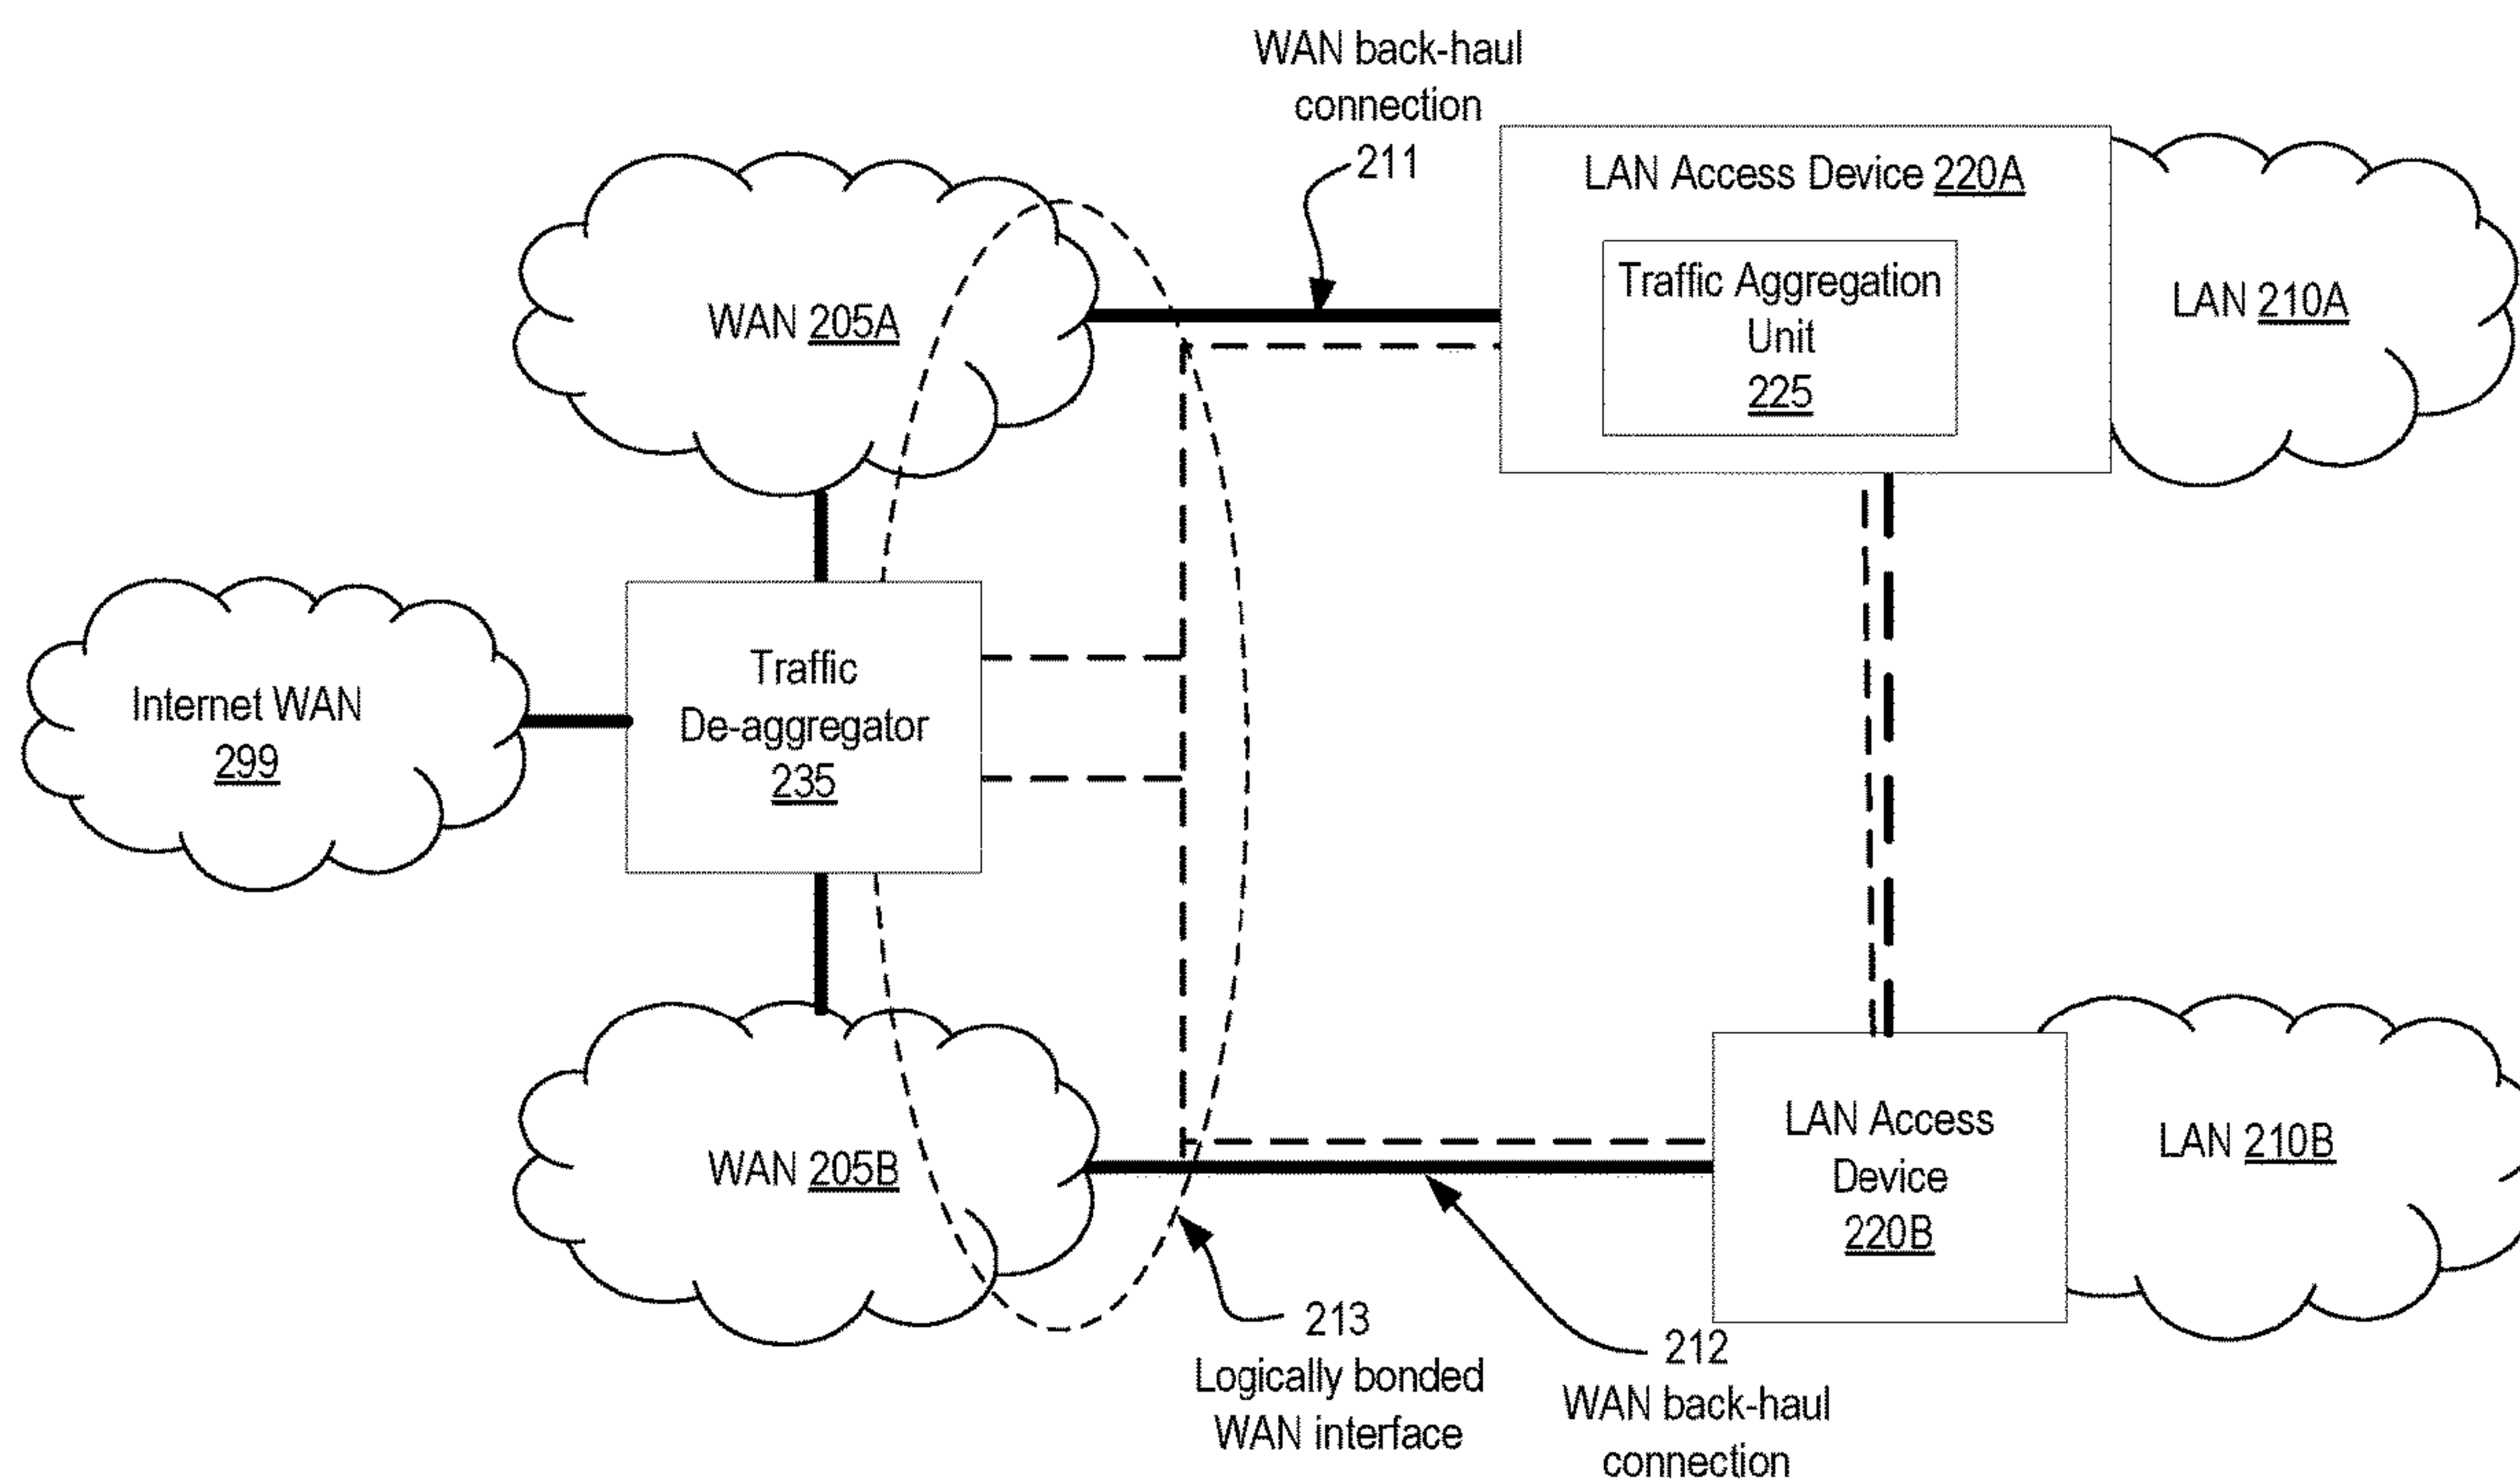 WAN back-haul
connection
211
LAN Access Device 220A
Traffic Aggregation
Unit
225
LAN 210A
WAN 205A
Internet WAN
299
Traffic
De-aggregator
235
WAN 205B
LAN Access
Device
220B
LAN 210B
213
Logically bonded
WAN interface
212
WAN back-haul
connection